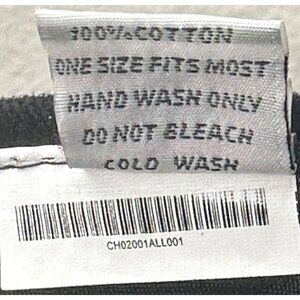 100%COTTON
ONE SIZE FITS MOST
HAND WASH ONLY
DO NOT BLEACH
COLD WASH
CH02001ALL001